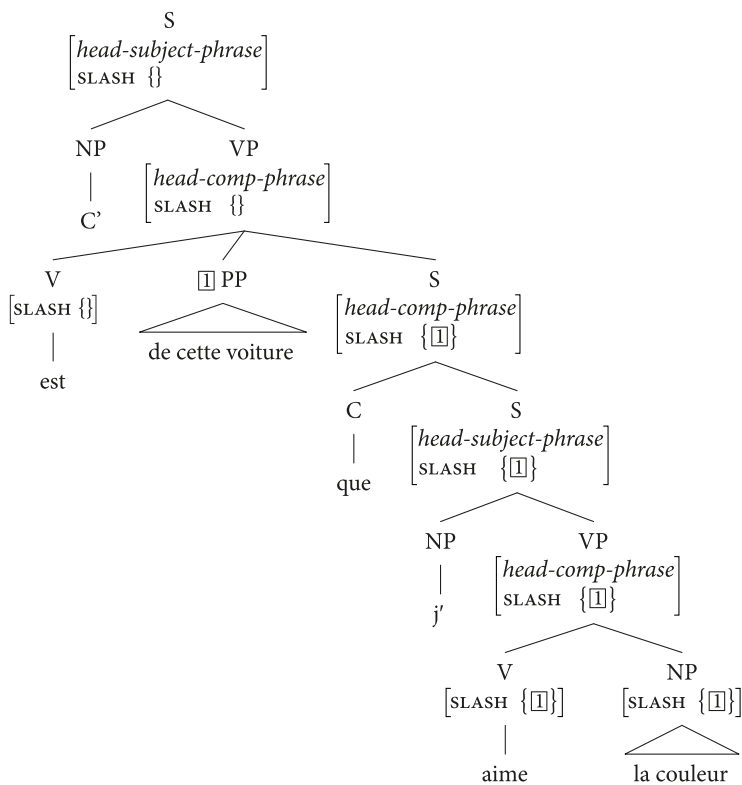 S
[head-subject-phrase
SLASH {}]
NP VP
C’ [head-comp-phrase
SLASH {}]
V [1] PP S
[SLASH {}] de cette voiture [head-comp-phrase
SLASH {[1]}]
est
C S
que [head-subject-phrase
SLASH {[1]}]
NP VP
j′ [head-comp-phrase
SLASH {[1]}]
V NP
[SLASH {[1]}] [SLASH {[1]}]
aime la couleur